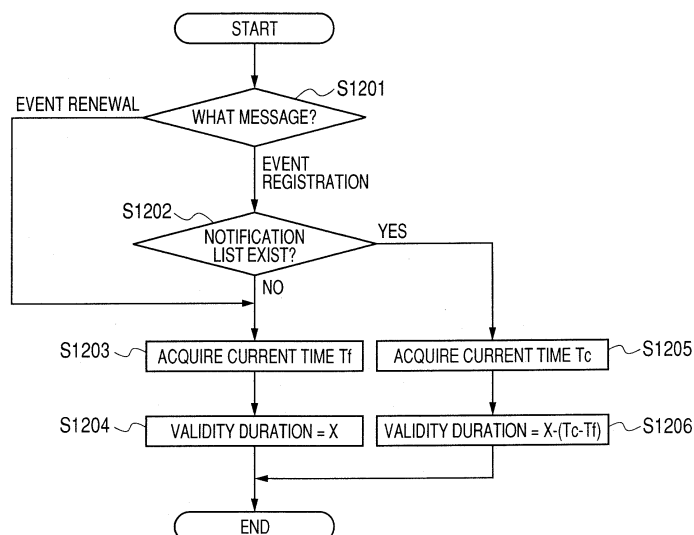 START
S1201
EVENT RENEWAL
WHAT MESSAGE?
EVENT
REGISTRATION
S1202
NOTIFICATION
LIST EXIST?
YES
NO
S1203
ACQUIRE CURRENT TIME Tf
ACQUIRE CURRENT TIME Tc
S1205
S1204
VALIDITY DURATION = X
VALIDITY DURATION = X-(Tc-Tf)
S1206
END